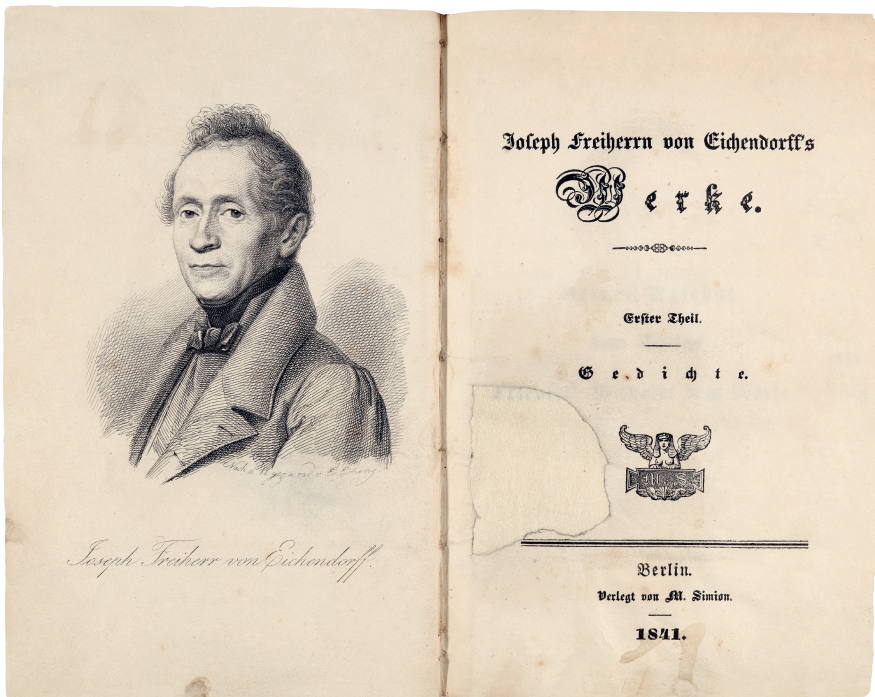 Joseph Freiherr von Eichendorff.
Joseph Freiherrn von Eichendorff's
Werke.
Erster Theil.
Gedichte.
M. S.
Berlin.
Verlegt von M. Simion.
1841.